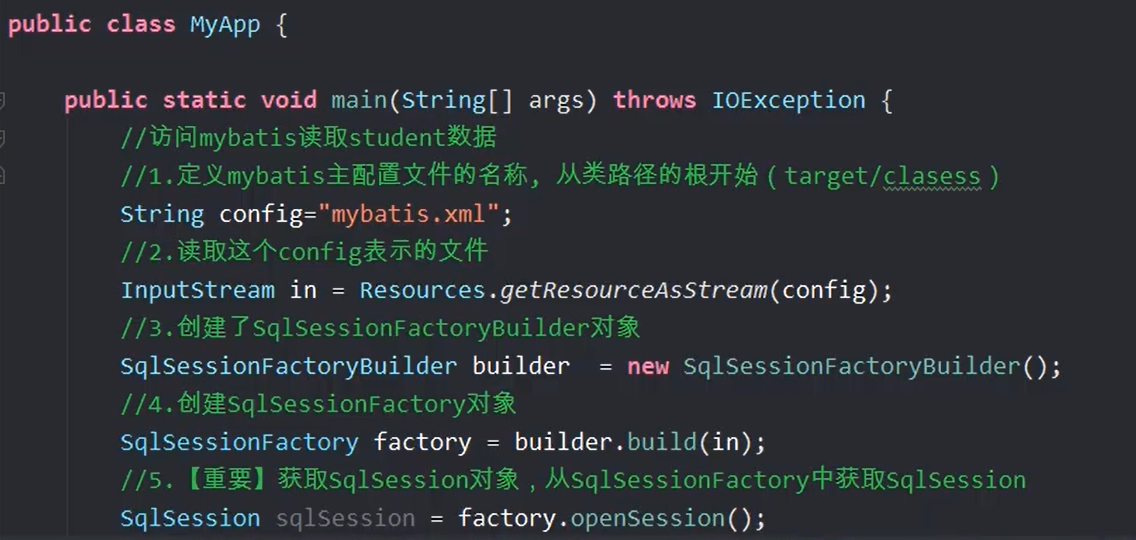 public class MyApp {
public static void main(String[] args) throws IOException {
//访问mybatis读取student数据
//1.定义mybatis主配置文件的名称, 从类路径的根开始（target/clasess）
String config="mybatis.xml";
//2.读取这个config表示的文件
InputStream in = Resources.getResourceAsStream(config);
//3.创建了SqlSessionFactoryBuilder对象
SqlSessionFactoryBuilder builder  = new SqlSessionFactoryBuilder();
//4.创建SqlSessionFactory对象
SqlSessionFactory factory = builder.build(in);
//5.【重要】获取SqlSession对象，从SqlSessionFactory中获取SqlSession
SqlSession sqlSession = factory.openSession();